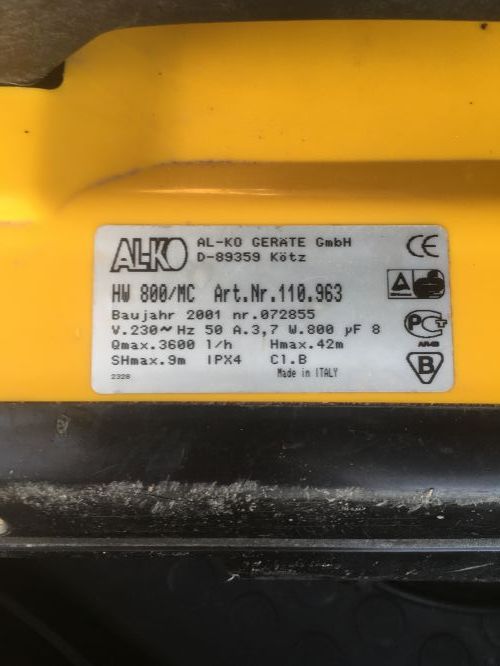 AL-KO
AL-KO GERÄTE GmbH
D-89359 Kötz
CE
HW 800/MC Art.Nr.110.963
Baujahr 2001 nr.072855
V.230~ Hz 50 A.3,7 W.800 µF 8
Qmax.3600 l/h Hmax.42m
SHmax.9m IPX4 Cl.B
2328
Made in ITALY
B